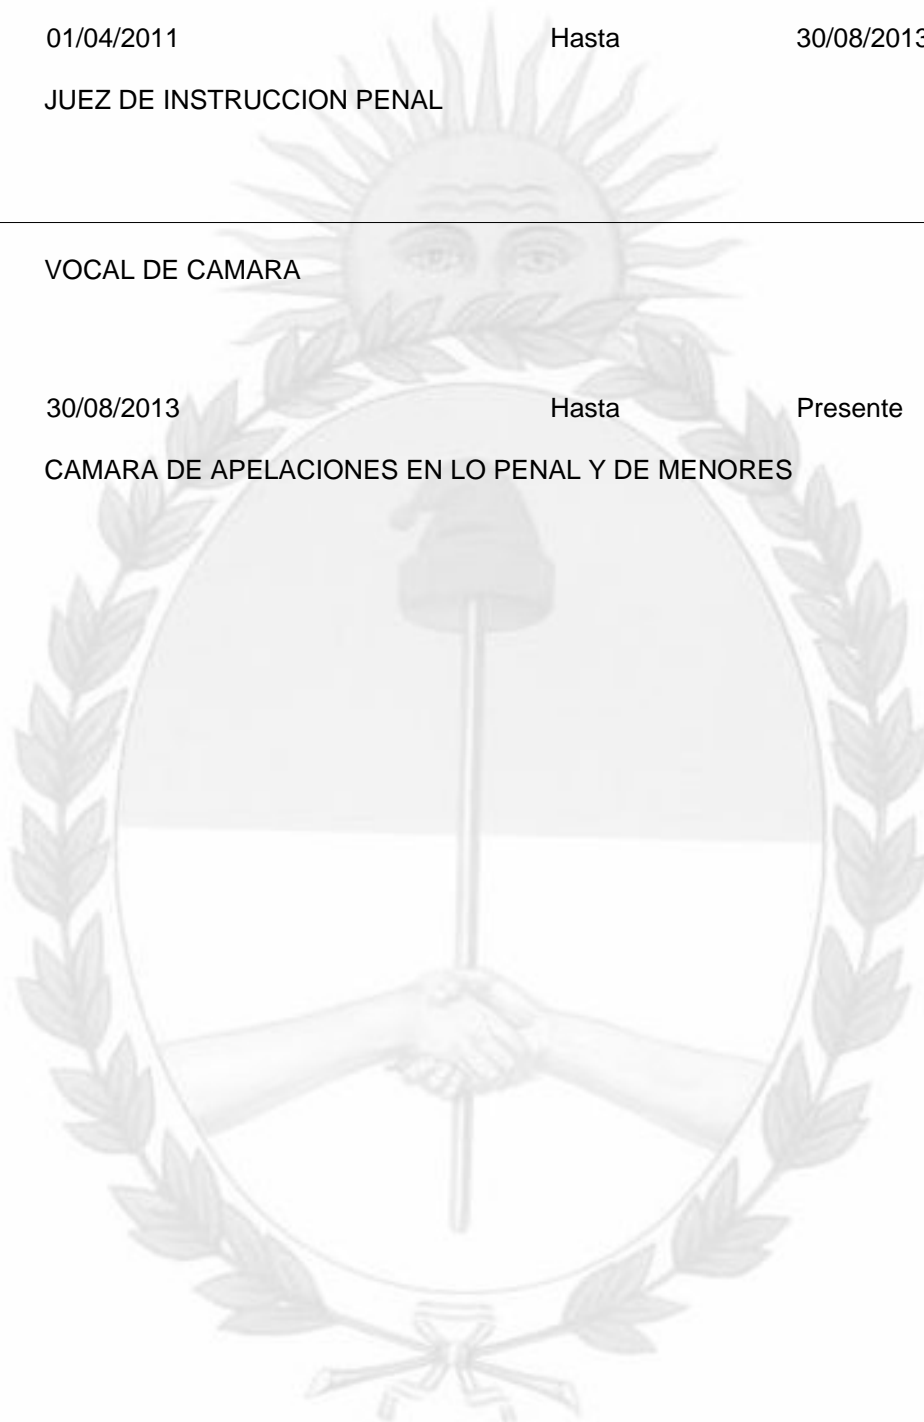 01/04/2011 Hasta 30/08/2013
JUEZ DE INSTRUCCION PENAL
VOCAL DE CAMARA
30/08/2013 Hasta Presente
CAMARA DE APELACIONES EN LO PENAL Y DE MENORES